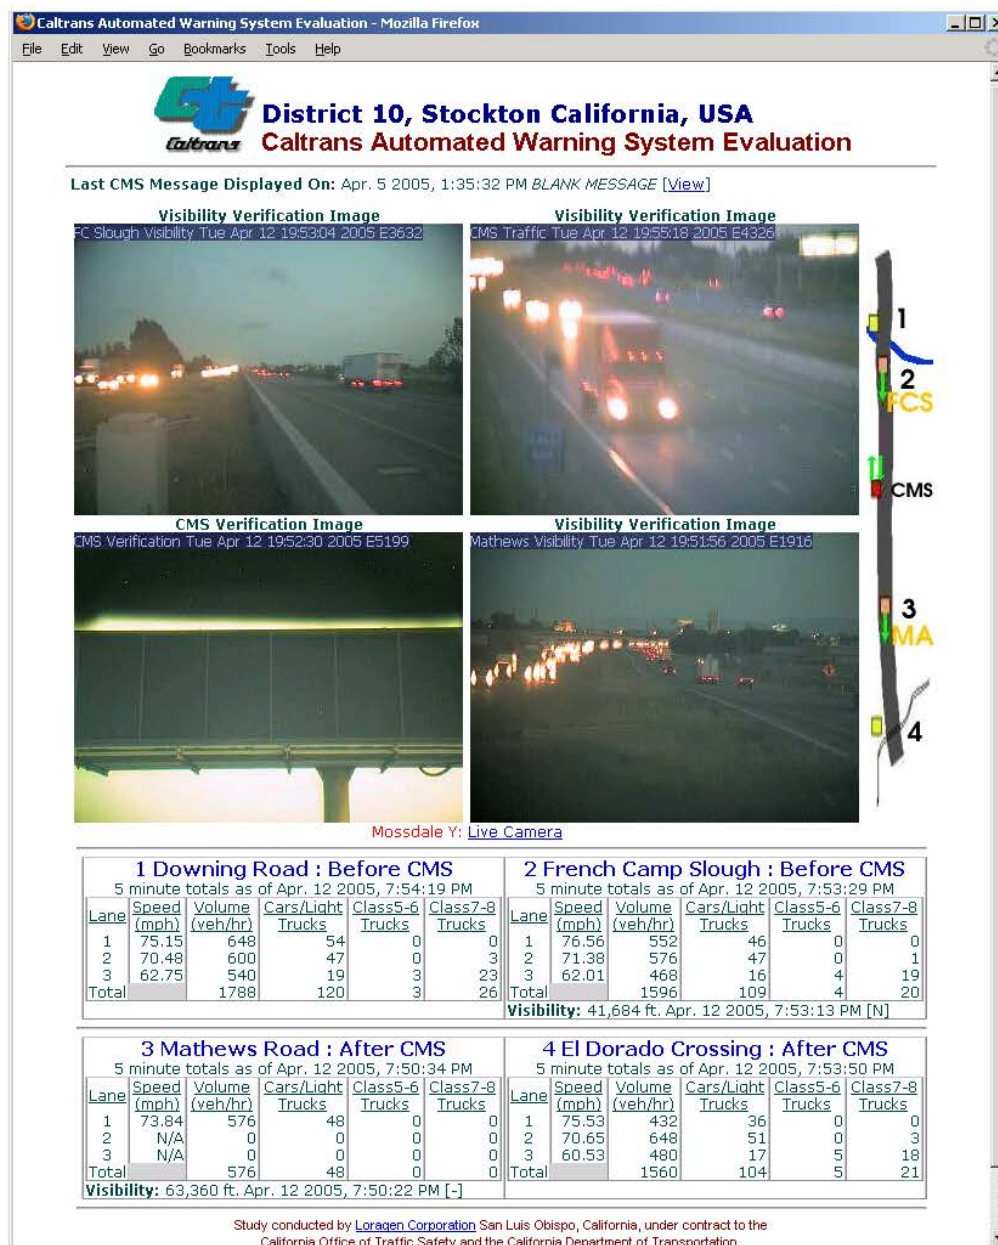 Caltrans Automated Warning System Evaluation - Mozilla Firefox
File Edit View Go Bookmarks Tools Help
Caltrans
District 10, Stockton California, USA
Caltrans Automated Warning System Evaluation
Last CMS Message Displayed On: Apr. 5 2005, 1:35:32 PM BLANK MESSAGE [View]
Visibility Verification Image
FC Slough Visibility Tue Apr 12 19:53:04 2005 E3632
Visibility Verification Image
CMS Traffic Tue Apr 12 19:55:18 2005 E4326
CMS Verification Image
CMS Verification Tue Apr 12 19:52:30 2005 E5199
Visibility Verification Image
Mathews Visibility Tue Apr 12 19:51:56 2005 E1916
1
2
FCS
CMS
3
MA
4
Mossdale Y: Live Camera
1 Downing Road : Before CMS
5 minute totals as of Apr. 12 2005, 7:54:19 PM
Lane Speed (mph) Volume (veh/hr) Cars/Light Trucks Class5-6 Trucks Class7-8 Trucks
1 75.15 648 54 0 0
2 70.48 600 47 0 3
3 62.75 540 19 3 23
Total 1788 120 3 26
2 French Camp Slough : Before CMS
5 minute totals as of Apr. 12 2005, 7:53:29 PM
Lane Speed (mph) Volume (veh/hr) Cars/Light Trucks Class5-6 Trucks Class7-8 Trucks
1 76.56 552 46 0 0
2 71.38 576 47 0 1
3 62.01 468 16 4 19
Total 1596 109 4 20
Visibility: 41,684 ft. Apr. 12 2005, 7:53:13 PM [N]
3 Mathews Road : After CMS
5 minute totals as of Apr. 12 2005, 7:50:34 PM
Lane Speed (mph) Volume (veh/hr) Cars/Light Trucks Class5-6 Trucks Class7-8 Trucks
1 73.84 576 48 0 0
2 N/A 0 0 0 0
3 N/A 0 0 0 0
Total 576 48 0 0
Visibility: 63,360 ft. Apr. 12 2005, 7:50:22 PM [-]
4 El Dorado Crossing : After CMS
5 minute totals as of Apr. 12 2005, 7:53:50 PM
Lane Speed (mph) Volume (veh/hr) Cars/Light Trucks Class5-6 Trucks Class7-8 Trucks
1 75.53 432 36 0 0
2 70.65 648 51 0 3
3 60.53 480 17 5 18
Total 1560 104 5 21
Study conducted by Loragen Corporation San Luis Obispo, California, under contract to the
California Office of Traffic Safety and the California Department of Transportation